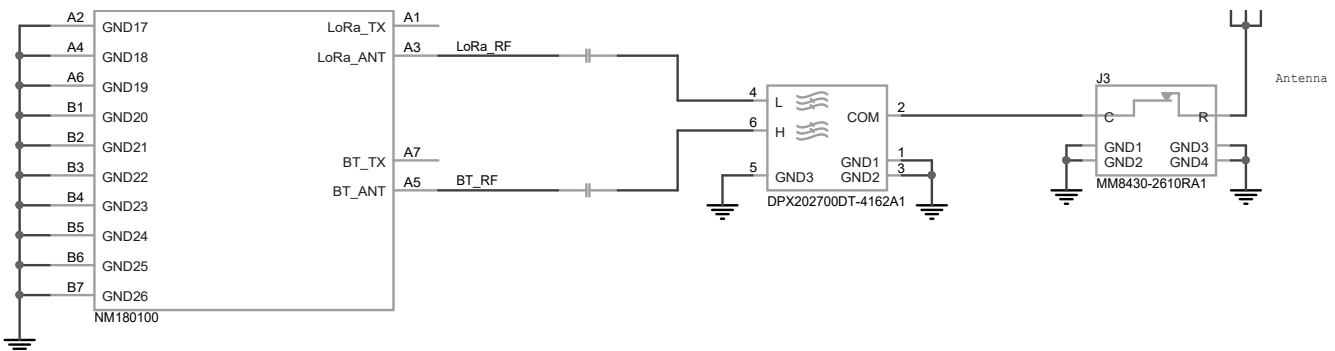 A2 GND17 LoRa_TX A1
A4 GND18 LoRa_ANT A3 LoRa_RF
A6 GND19
B1 GND20
B2 GND21
B3 GND22 BT_TX A7
B4 GND23 BT_ANT A5 BT_RF
B5 GND24
B6 GND25
B7 GND26
NM180100
4 L
6 H
5 GND3
COM 2
GND1 1
GND2 3
DPX202700DT-4162A1
J3
C R
GND1 GND3
GND2 GND4
MM8430-2610RA1
Antenna